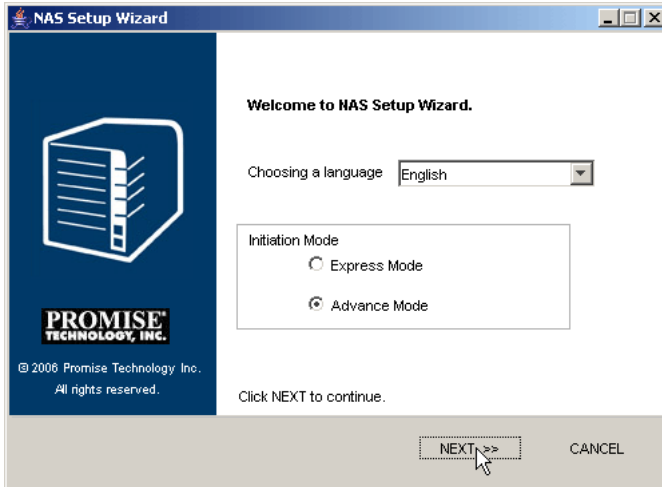 NAS Setup Wizard
Welcome to NAS Setup Wizard.
Choosing a language English
Initiation Mode
Express Mode
Advance Mode
PROMISE®
TECHNOLOGY, INC.
© 2006 Promise Technology Inc.
All rights reserved.
Click NEXT to continue.
NEXT >> CANCEL